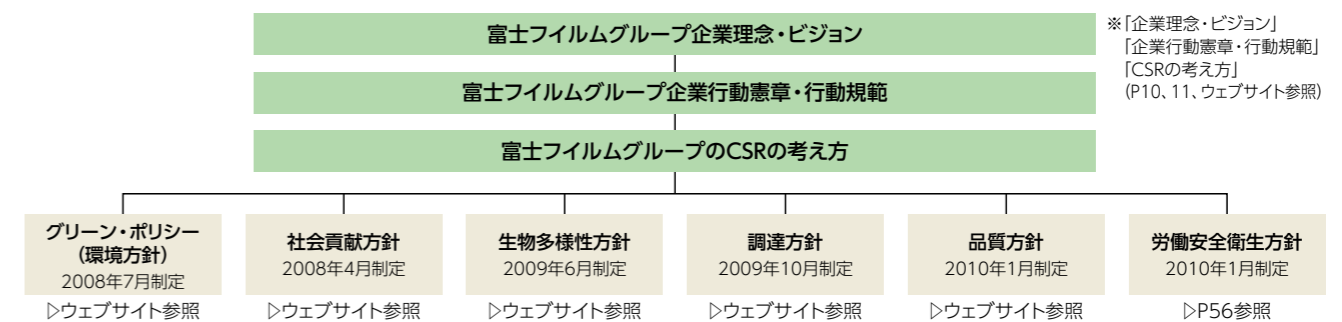 富士フイルムグループ企業理念・ビジョン
※「企業理念・ビジョン」
「企業行動憲章・行動規範」
「CSRの考え方」
(P10、11、ウェブサイト参照)
富士フイルムグループ企業行動憲章・行動規範
富士フイルムグループのCSRの考え方
グリーン・ポリシー
(環境方針)
2008年7月制定
▷ウェブサイト参照
社会貢献方針
2008年4月制定
▷ウェブサイト参照
生物多様性方針
2009年6月制定
▷ウェブサイト参照
調達方針
2009年10月制定
▷ウェブサイト参照
品質方針
2010年1月制定
▷ウェブサイト参照
労働安全衛生方針
2010年1月制定
▷P56参照